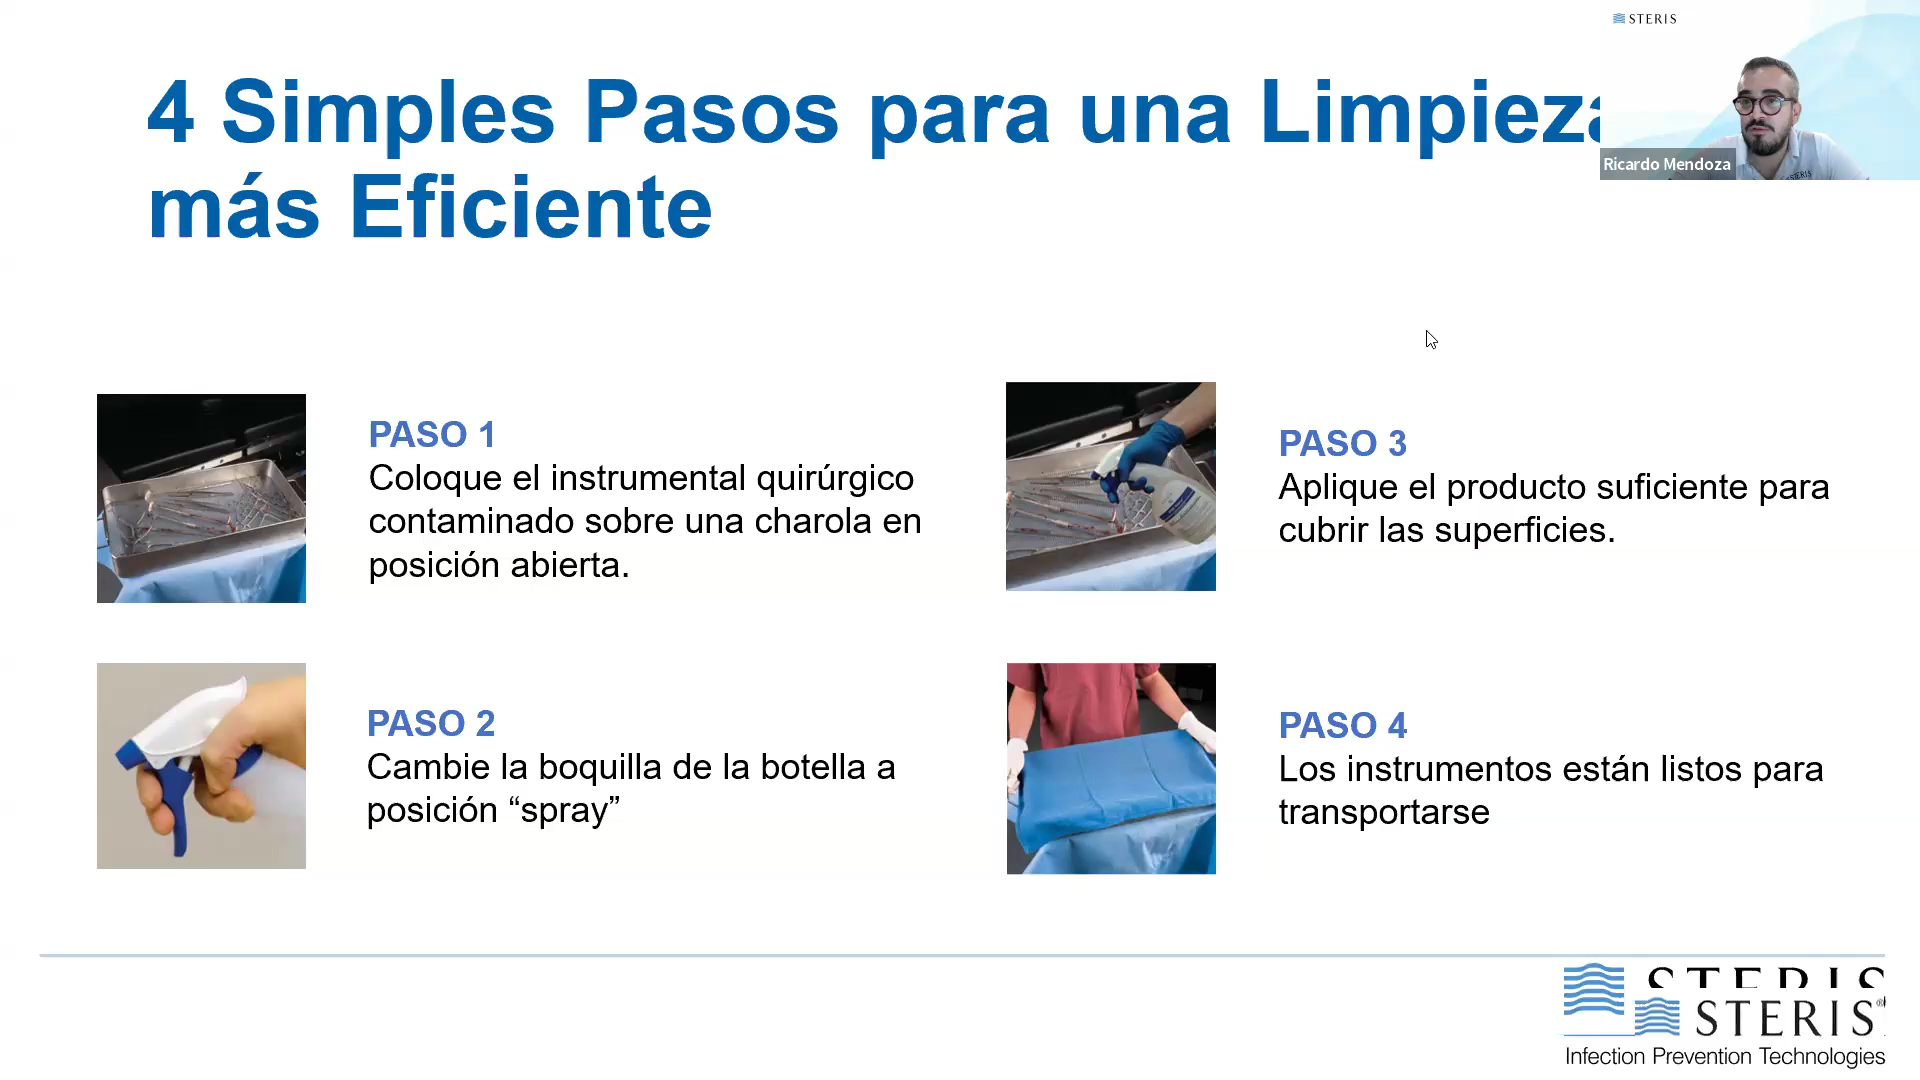 STERIS
4 Simples Pasos para una Limpieza
más Eficiente
Ricardo Mendoza
PASO 1
Coloque el instrumental quirúrgico
contaminado sobre una charola en
posición abierta.
PASO 2
Cambie la boquilla de la botella a
posición “spray”
PASO 3
Aplique el producto suficiente para
cubrir las superficies.
PASO 4
Los instrumentos están listos para
transportarse
STERIS
STERIS®
Infection Prevention Technologies